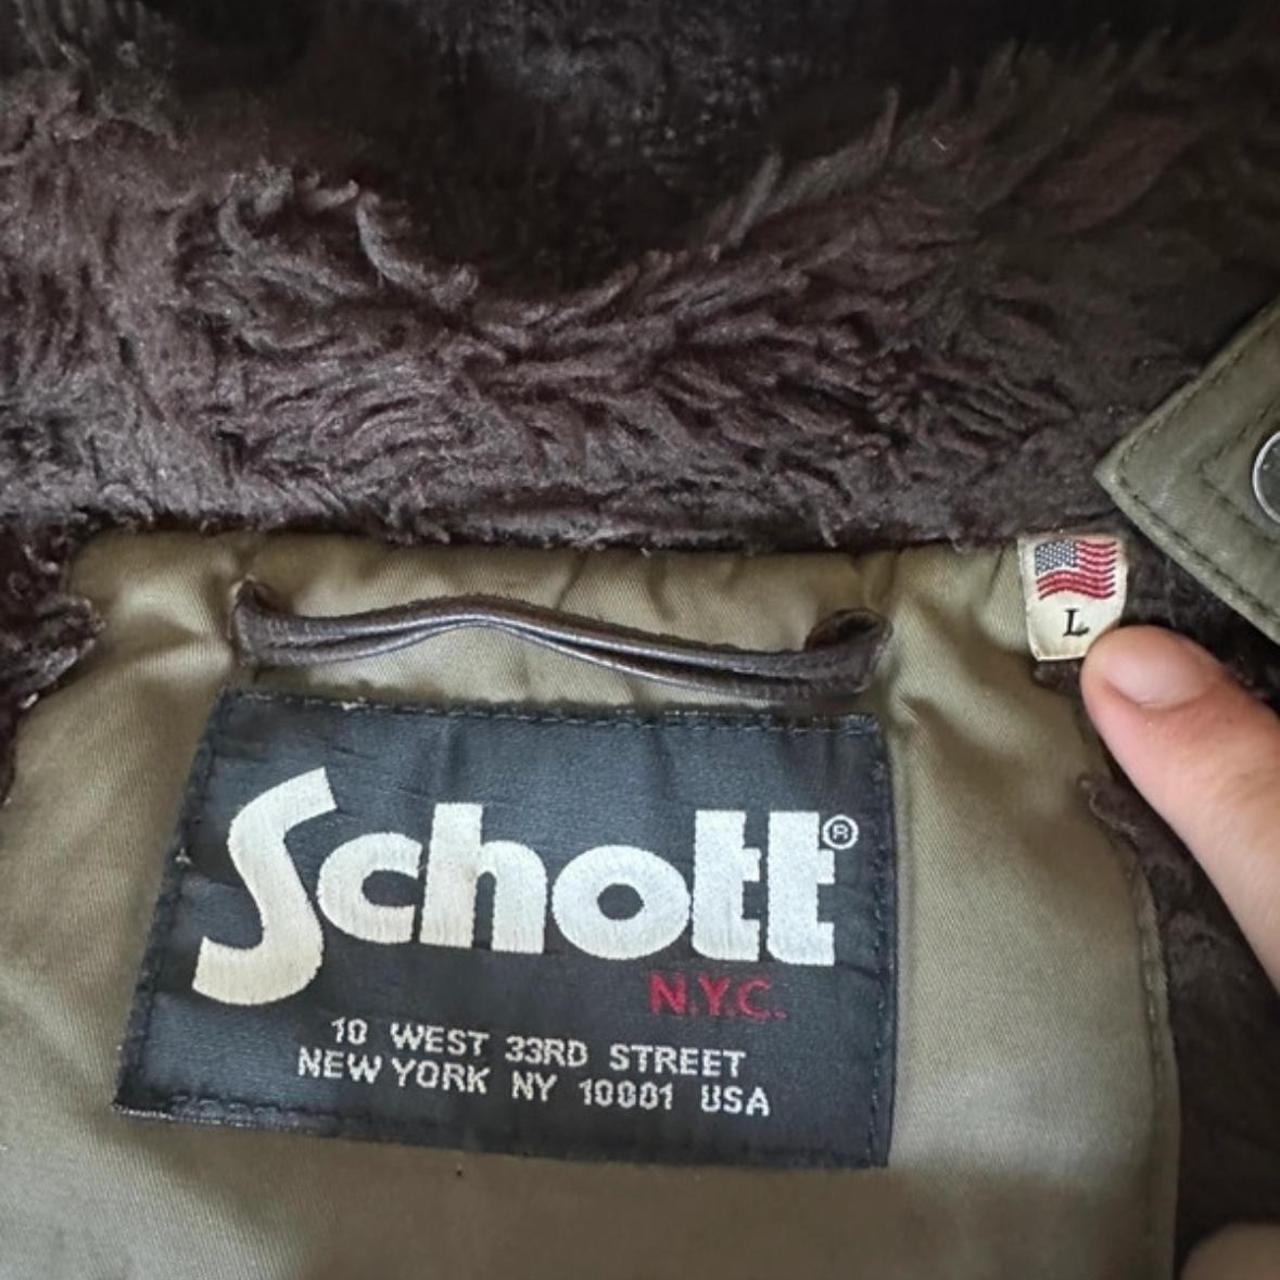 L
Schott®
N.Y.C.
10 WEST 33RD STREET
NEW YORK NY 10001 USA